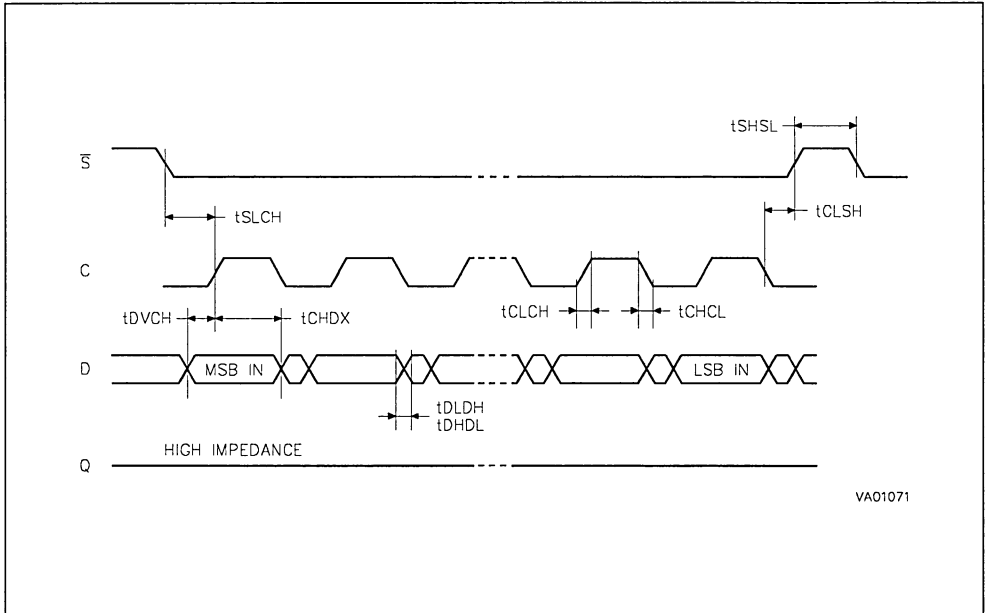 tSHSL
S̅
tSLCH
tCLSH
C
tDVCH
tCHDX
tCLCH
tCHCL
D
MSB IN
LSB IN
tDLDH
tDHDL
HIGH IMPEDANCE
Q
VA01071